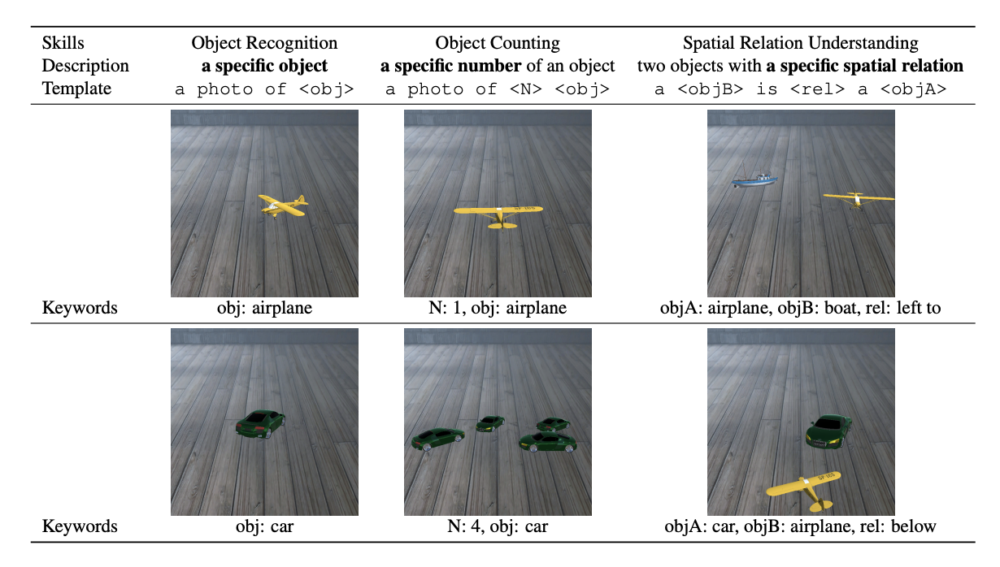 Skills Object Recognition Object Counting Spatial Relation Understanding
Description a specific object a specific number of an object two objects with a specific spatial relation
Template a photo of <obj> a photo of <N> <obj> a <objB> is <rel> a <objA>
Keywords obj: airplane N: 1, obj: airplane objA: airplane, objB: boat, rel: left to
Keywords obj: car N: 4, obj: car objA: car, objB: airplane, rel: below